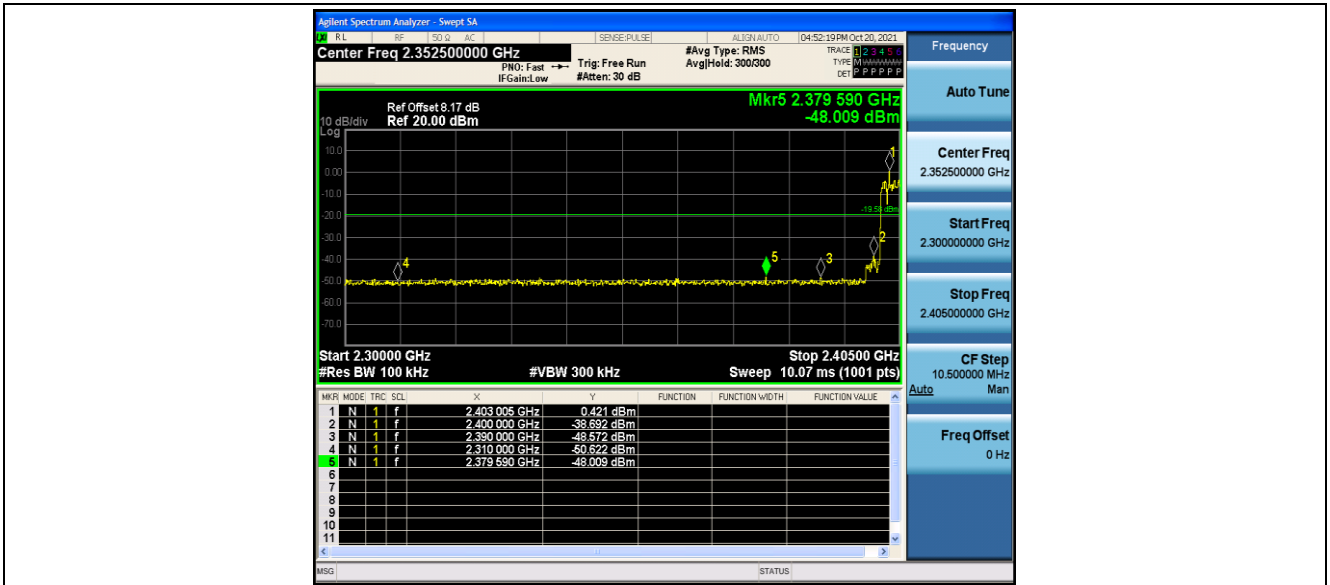 Agilent Spectrum Analyzer - Swept SA
RL RF 50 Ω AC SENSE:PULSE ALIGN AUTO 04:52:19 PM Oct 20, 2021
Center Freq 2.352500000 GHz
PNO: Fast
IFGain:Low
Trig: Free Run
#Atten: 30 dB
#Avg Type: RMS
Avg|Hold: 300/300
TRACE 1 2 3 4 5 6
TYPE M
DET P P P P P P
Ref Offset 8.17 dB
Ref 20.00 dBm
10 dB/div
Log
Mkr5 2.379 590 GHz
-48.009 dBm
10.0
0.00
-10.0
-20.0
-30.0
-40.0
-50.0
-60.0
-70.0
-19.58 dBm
1
2
3
4
5
Start 2.30000 GHz
Stop 2.40500 GHz
#Res BW 100 kHz
#VBW 300 kHz
Sweep 10.07 ms (1001 pts)
MKR MODE TRC SCL X Y FUNCTION FUNCTION WIDTH FUNCTION VALUE
1 N 1 f 2.403 005 GHz 0.421 dBm
2 N 1 f 2.400 000 GHz -38.692 dBm
3 N 1 f 2.390 000 GHz -48.572 dBm
4 N 1 f 2.310 000 GHz -50.622 dBm
5 N 1 f 2.379 590 GHz -48.009 dBm
6
7
8
9
10
11
MSG
STATUS
Frequency
Auto Tune
Center Freq
2.352500000 GHz
Start Freq
2.300000000 GHz
Stop Freq
2.405000000 GHz
CF Step
10.500000 MHz
Auto Man
Freq Offset
0 Hz